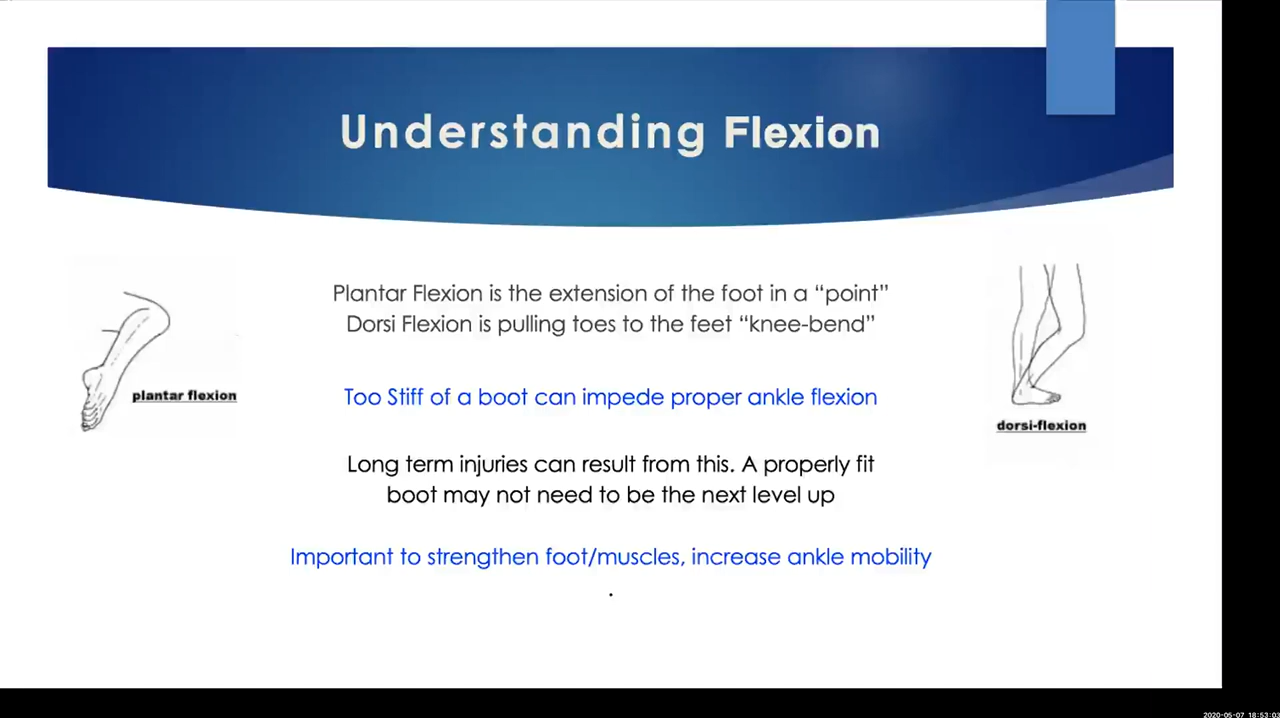 Understanding Flexion
Plantar Flexion is the extension of the foot in a “point”
Dorsi Flexion is pulling toes to the feet “knee-bend”
plantar flexion
Too Stiff of a boot can impede proper ankle flexion
dorsi-flexion
Long term injuries can result from this. A properly fit
boot may not need to be the next level up
Important to strengthen foot/muscles, increase ankle mobility
.
2020-05-07 18:53:03